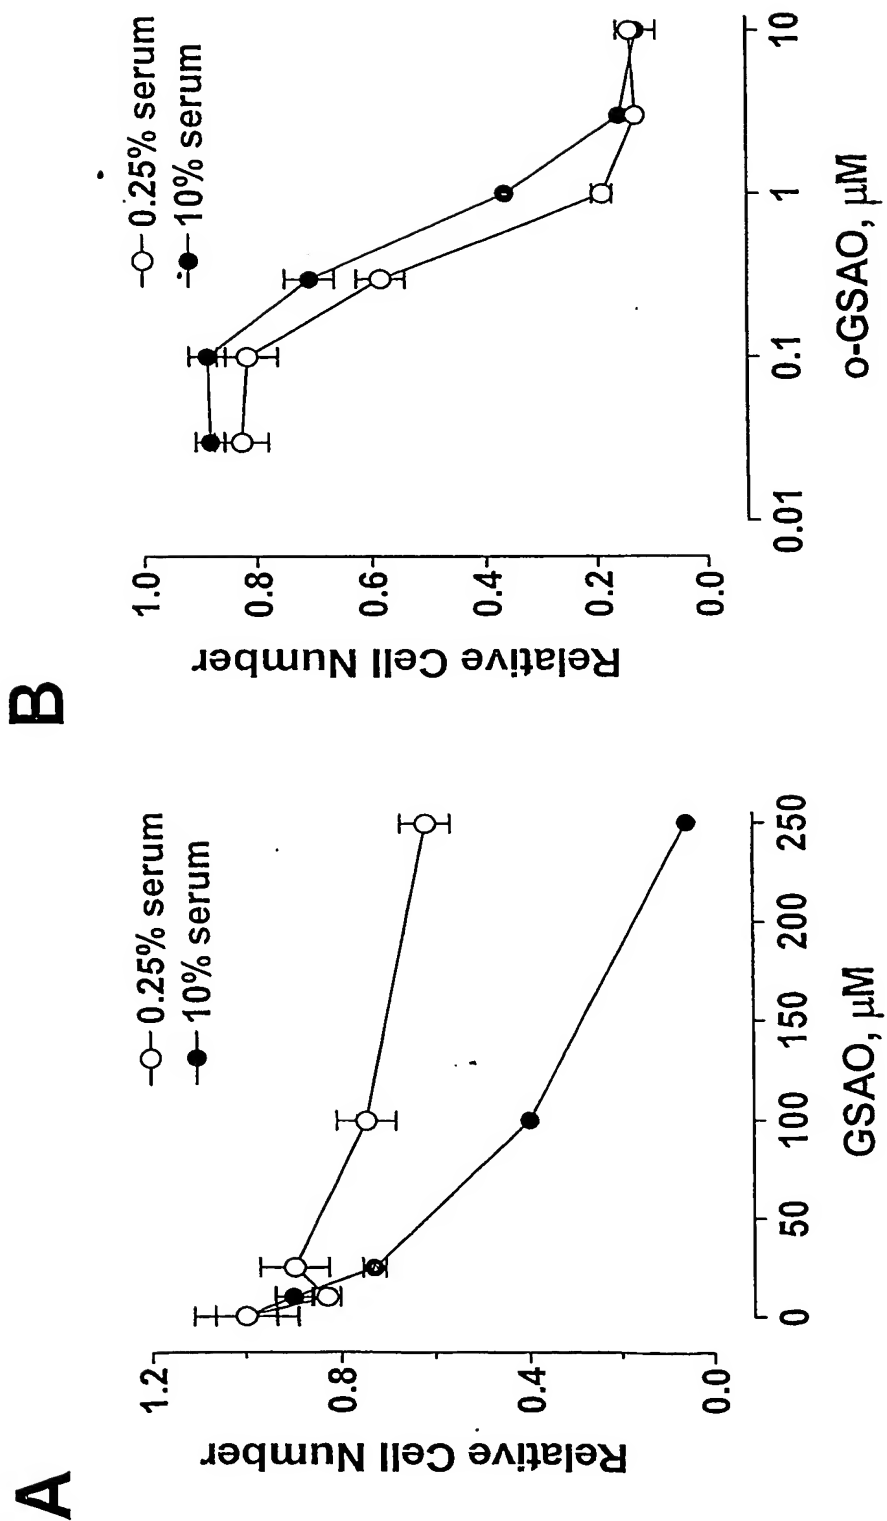 A
0.25% serum
10% serum
Relative Cell Number
1.2
0.8
0.4
0.0
0
50
100
150
200
250
GSAO, μM
B
0.25% serum
10% serum
Relative Cell Number
1.0
0.8
0.6
0.4
0.2
0.0
0.01
0.1
1
10
o-GSAO, μM